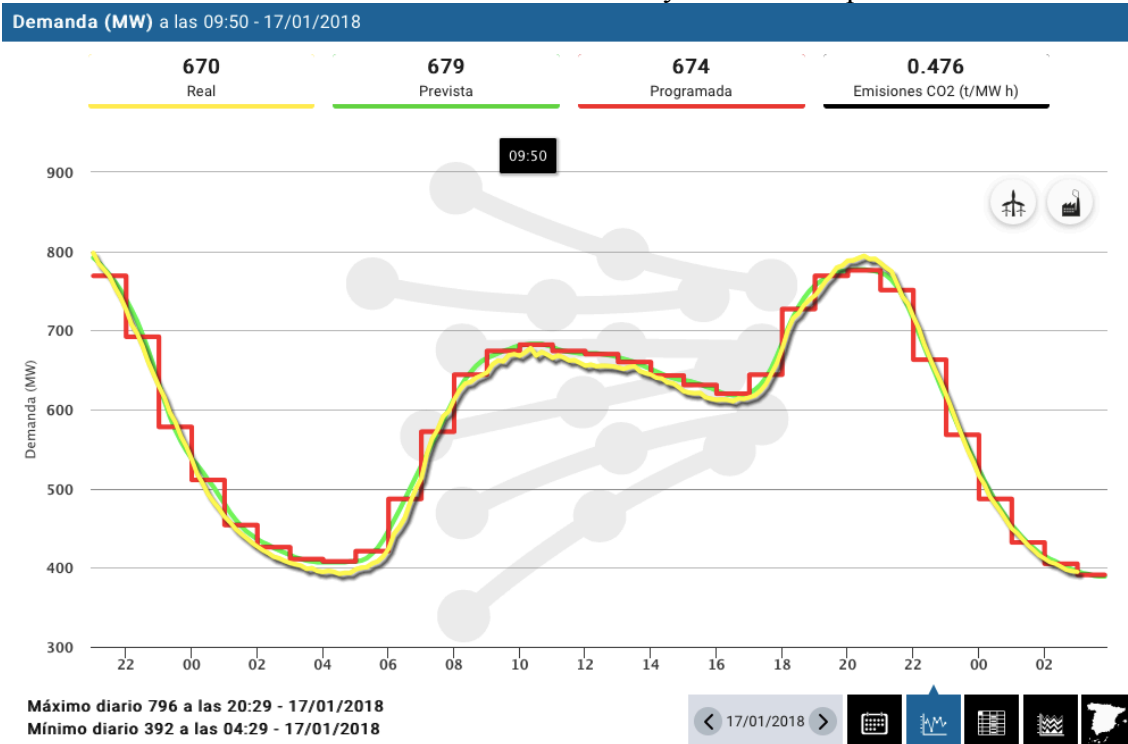 Demanda (MW) a las 09:50 - 17/01/2018
670 679 674 0.476
Real Prevista Programada Emisiones CO2 (t/MW h)
09:50
900
800
700
600
500
400
300
Demanda (MW)
22 00 02 04 06 08 10 12 14 16 18 20 22 00 02
Máximo diario 796 a las 20:29 - 17/01/2018
Mínimo diario 392 a las 04:29 - 17/01/2018
17/01/2018